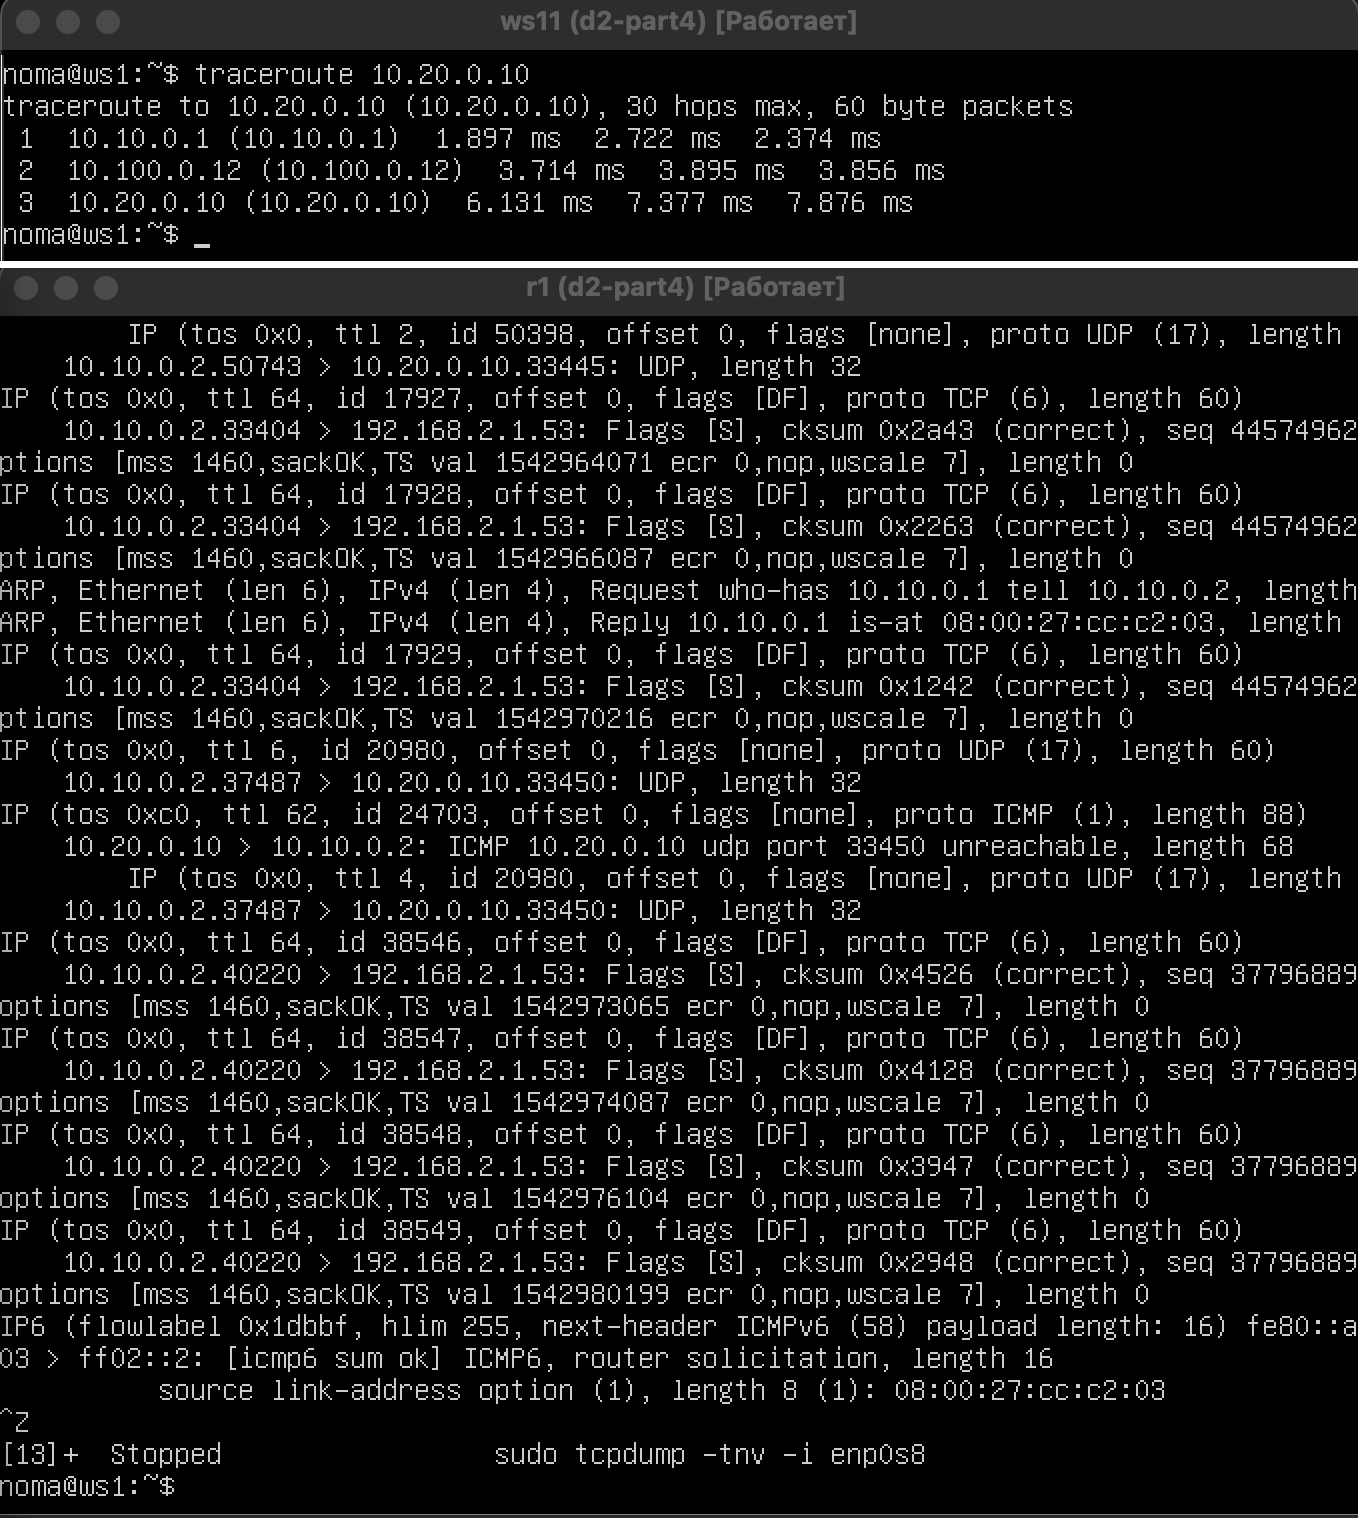 ws11 (d2-part4) [Работает]
noma@ws1:~$ traceroute 10.20.0.10
traceroute to 10.20.0.10 (10.20.0.10), 30 hops max, 60 byte packets
 1  10.10.0.1 (10.10.0.1)  1.897 ms  2.722 ms  2.374 ms
 2  10.100.0.12 (10.100.0.12)  3.714 ms  3.895 ms  3.856 ms
 3  10.20.0.10 (10.20.0.10)  6.131 ms  7.377 ms  7.876 ms
noma@ws1:~$ _
r1 (d2-part4) [Работает]
        IP (tos 0x0, ttl 2, id 50398, offset 0, flags [none], proto UDP (17), length
    10.10.0.2.50743 > 10.20.0.10.33445: UDP, length 32
IP (tos 0x0, ttl 64, id 17927, offset 0, flags [DF], proto TCP (6), length 60)
    10.10.0.2.33404 > 192.168.2.1.53: Flags [S], cksum 0x2a43 (correct), seq 44574962
ptions [mss 1460,sackOK,TS val 1542964071 ecr 0,nop,wscale 7], length 0
IP (tos 0x0, ttl 64, id 17928, offset 0, flags [DF], proto TCP (6), length 60)
    10.10.0.2.33404 > 192.168.2.1.53: Flags [S], cksum 0x2263 (correct), seq 44574962
ptions [mss 1460,sackOK,TS val 1542966087 ecr 0,nop,wscale 7], length 0
ARP, Ethernet (len 6), IPv4 (len 4), Request who-has 10.10.0.1 tell 10.10.0.2, length
ARP, Ethernet (len 6), IPv4 (len 4), Reply 10.10.0.1 is-at 08:00:27:cc:c2:03, length
IP (tos 0x0, ttl 64, id 17929, offset 0, flags [DF], proto TCP (6), length 60)
    10.10.0.2.33404 > 192.168.2.1.53: Flags [S], cksum 0x1242 (correct), seq 44574962
ptions [mss 1460,sackOK,TS val 1542970216 ecr 0,nop,wscale 7], length 0
IP (tos 0x0, ttl 6, id 20980, offset 0, flags [none], proto UDP (17), length 60)
    10.10.0.2.37487 > 10.20.0.10.33450: UDP, length 32
IP (tos 0xc0, ttl 62, id 24703, offset 0, flags [none], proto ICMP (1), length 88)
    10.20.0.10 > 10.10.0.2: ICMP 10.20.0.10 udp port 33450 unreachable, length 68
        IP (tos 0x0, ttl 4, id 20980, offset 0, flags [none], proto UDP (17), length
    10.10.0.2.37487 > 10.20.0.10.33450: UDP, length 32
IP (tos 0x0, ttl 64, id 38546, offset 0, flags [DF], proto TCP (6), length 60)
    10.10.0.2.40220 > 192.168.2.1.53: Flags [S], cksum 0x4526 (correct), seq 37796889
options [mss 1460,sackOK,TS val 1542973065 ecr 0,nop,wscale 7], length 0
IP (tos 0x0, ttl 64, id 38547, offset 0, flags [DF], proto TCP (6), length 60)
    10.10.0.2.40220 > 192.168.2.1.53: Flags [S], cksum 0x4128 (correct), seq 37796889
options [mss 1460,sackOK,TS val 1542974087 ecr 0,nop,wscale 7], length 0
IP (tos 0x0, ttl 64, id 38548, offset 0, flags [DF], proto TCP (6), length 60)
    10.10.0.2.40220 > 192.168.2.1.53: Flags [S], cksum 0x3947 (correct), seq 37796889
options [mss 1460,sackOK,TS val 1542976104 ecr 0,nop,wscale 7], length 0
IP (tos 0x0, ttl 64, id 38549, offset 0, flags [DF], proto TCP (6), length 60)
    10.10.0.2.40220 > 192.168.2.1.53: Flags [S], cksum 0x2948 (correct), seq 37796889
options [mss 1460,sackOK,TS val 1542980199 ecr 0,nop,wscale 7], length 0
IP6 (flowlabel 0x1dbbf, hlim 255, next-header ICMPv6 (58) payload length: 16) fe80::a
03 > ff02::2: [icmp6 sum ok] ICMP6, router solicitation, length 16
          source link-address option (1), length 8 (1): 08:00:27:cc:c2:03
^Z
[13]+  Stopped                 sudo tcpdump -tnv -i enp0s8
noma@ws1:~$